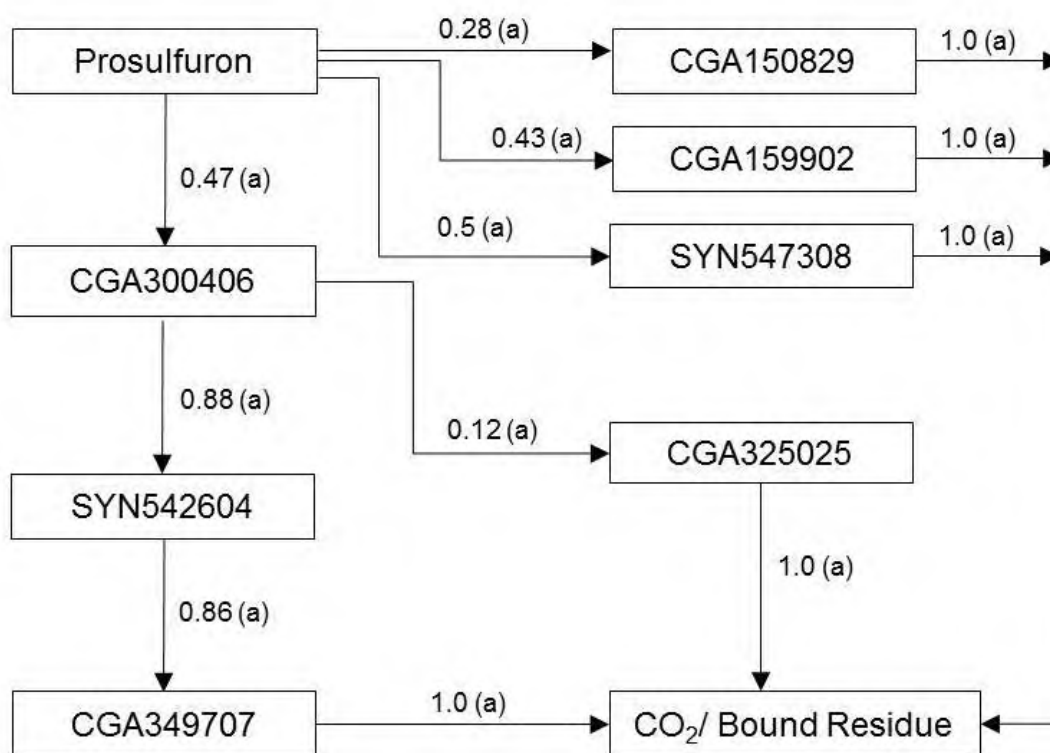 0.28 (a)
1.0 (a)
Prosulfuron
CGA150829
0.43 (a)
1.0 (a)
CGA159902
0.47 (a)
0.5 (a)
1.0 (a)
SYN547308
CGA300406
0.88 (a)
0.12 (a)
CGA325025
SYN542604
1.0 (a)
0.86 (a)
1.0 (a)
CGA349707
CO₂/ Bound Residue